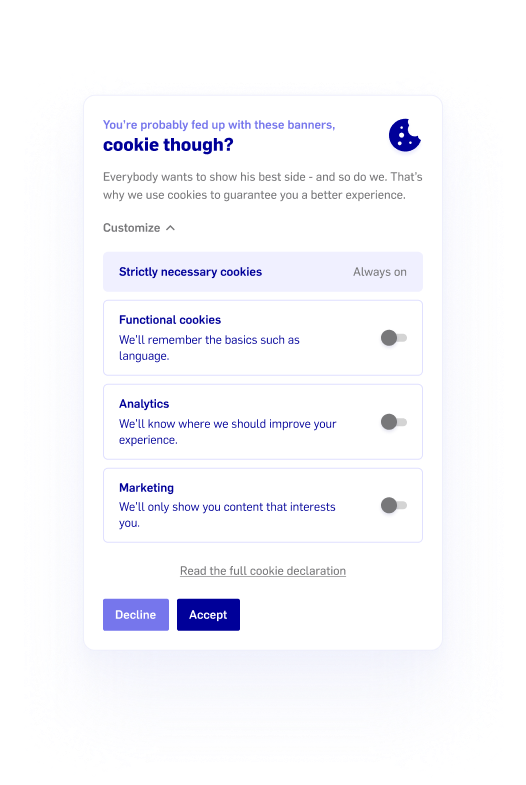 You're probably fed up with these banners,
cookie though?
Everybody wants to show his best side - and so do we. That's
why we use cookies to guarantee you a better experience.
Customize
Strictly necessary cookies Always on
Functional cookies
We'll remember the basics such as
language.
Analytics
We'll know where we should improve your
experience.
Marketing
We'll only show you content that interests
you.
Read the full cookie declaration
Decline Accept